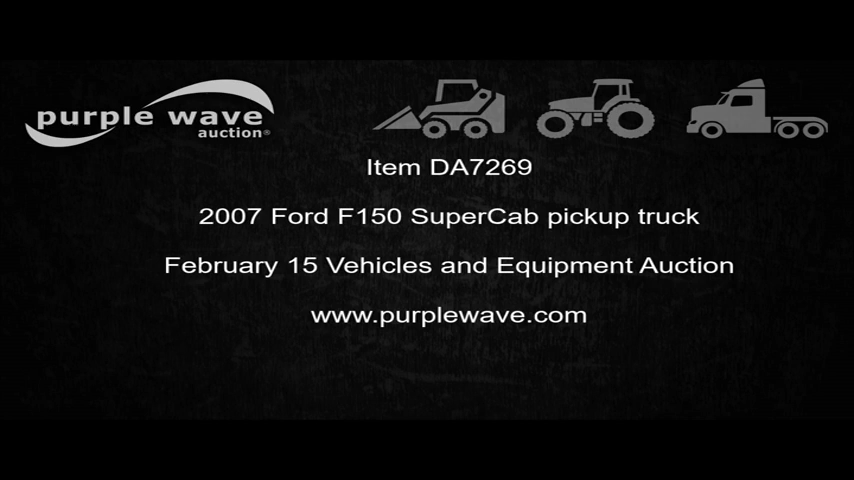 purple wave
auction®
Item DA7269
2007 Ford F150 SuperCab pickup truck
February 15 Vehicles and Equipment Auction
www.purplewave.com